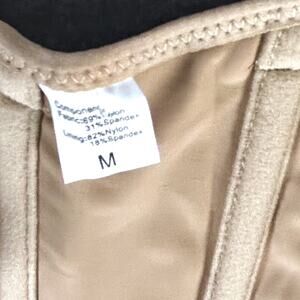 Component:
Fabric:69%Nylon
31%Spandex
Lining:82%Nylon
18%Spandex
M